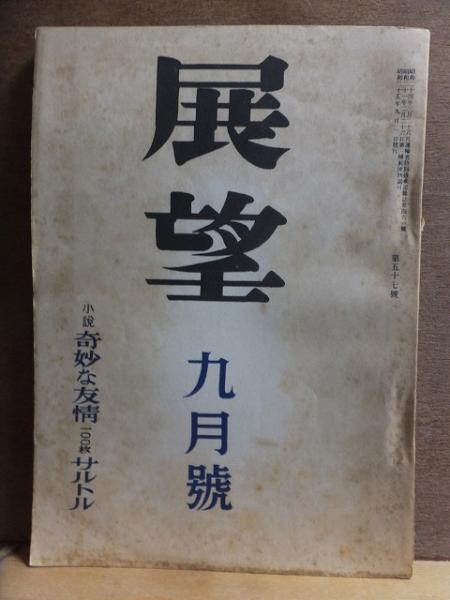 展望
九月號
小説
奇妙な友情
一〇〇枚
サルトル
第五十七號